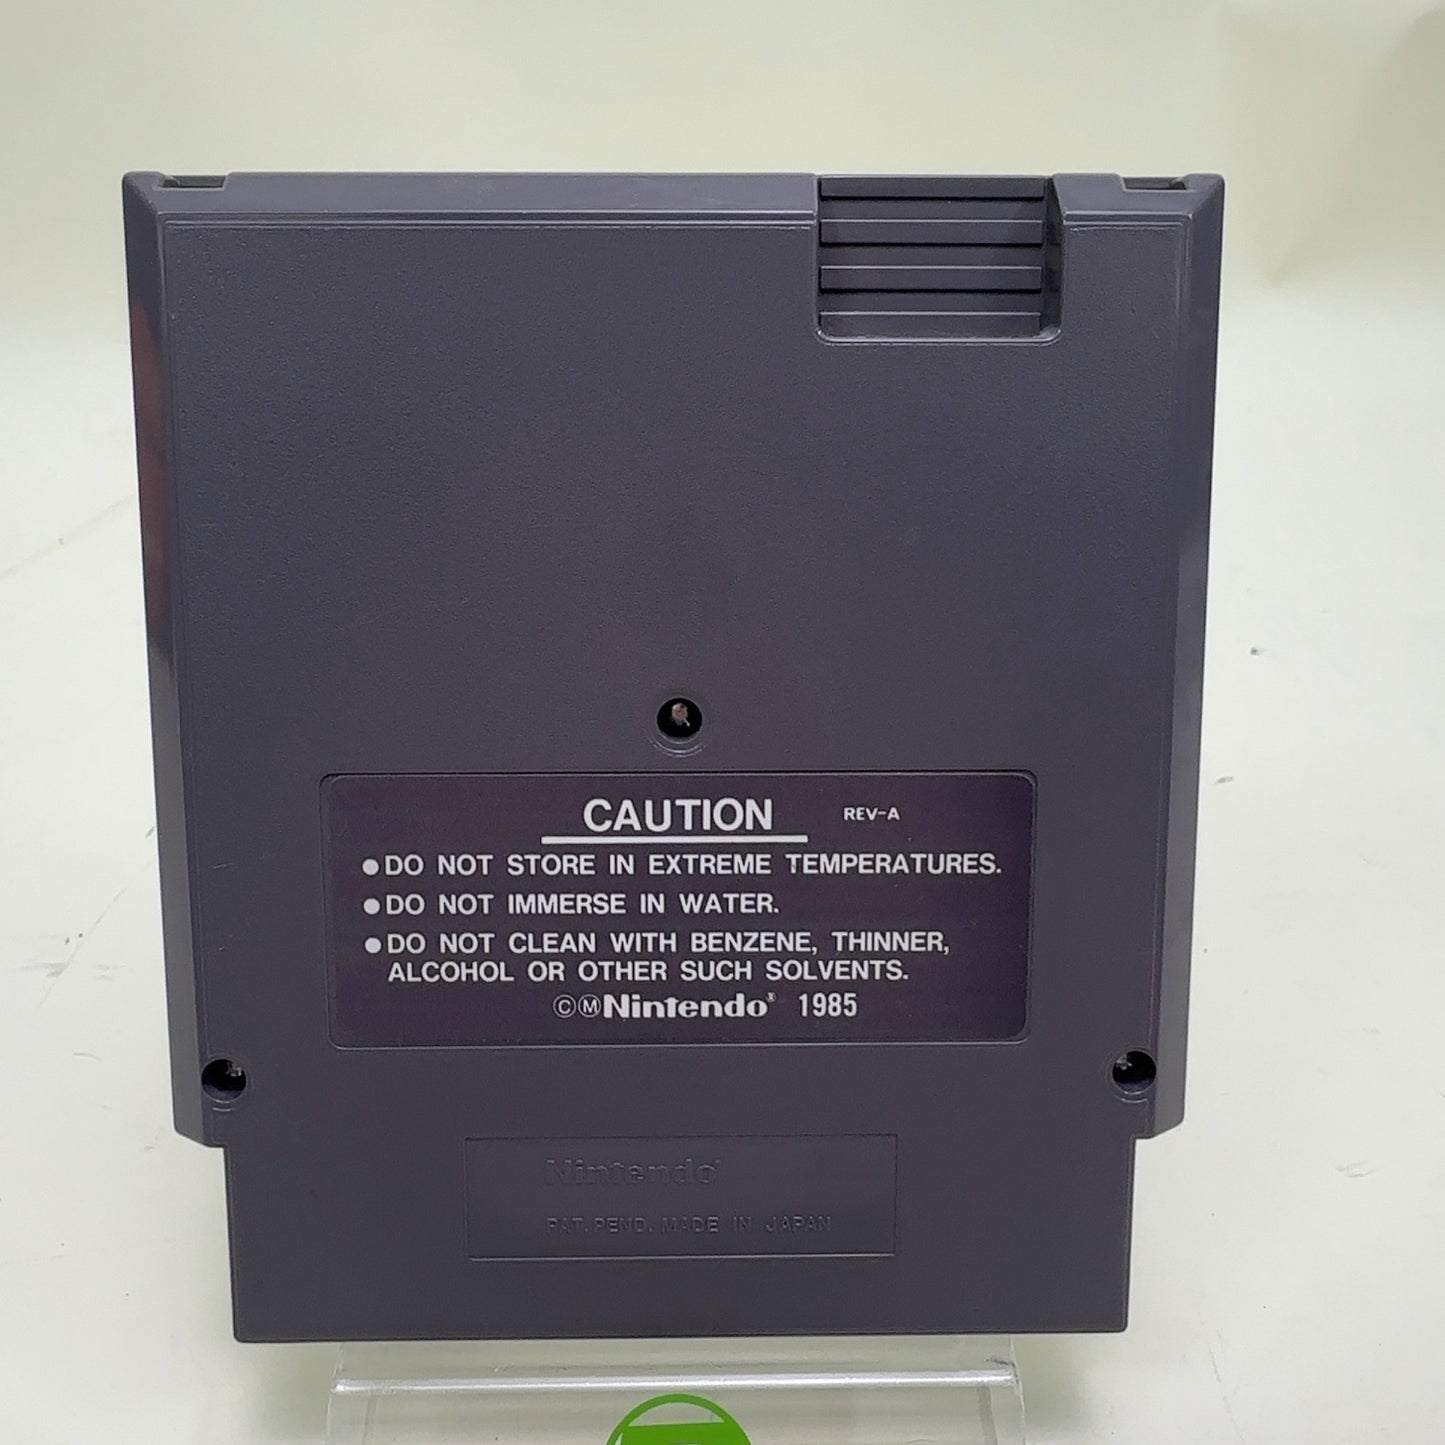 CAUTION REV-A
●DO NOT STORE IN EXTREME TEMPERATURES.
●DO NOT IMMERSE IN WATER.
●DO NOT CLEAN WITH BENZENE, THINNER,
ALCOHOL OR OTHER SUCH SOLVENTS.
©ⓂNintendo® 1985
Nintendo®
PAT. PEND. MADE IN JAPAN